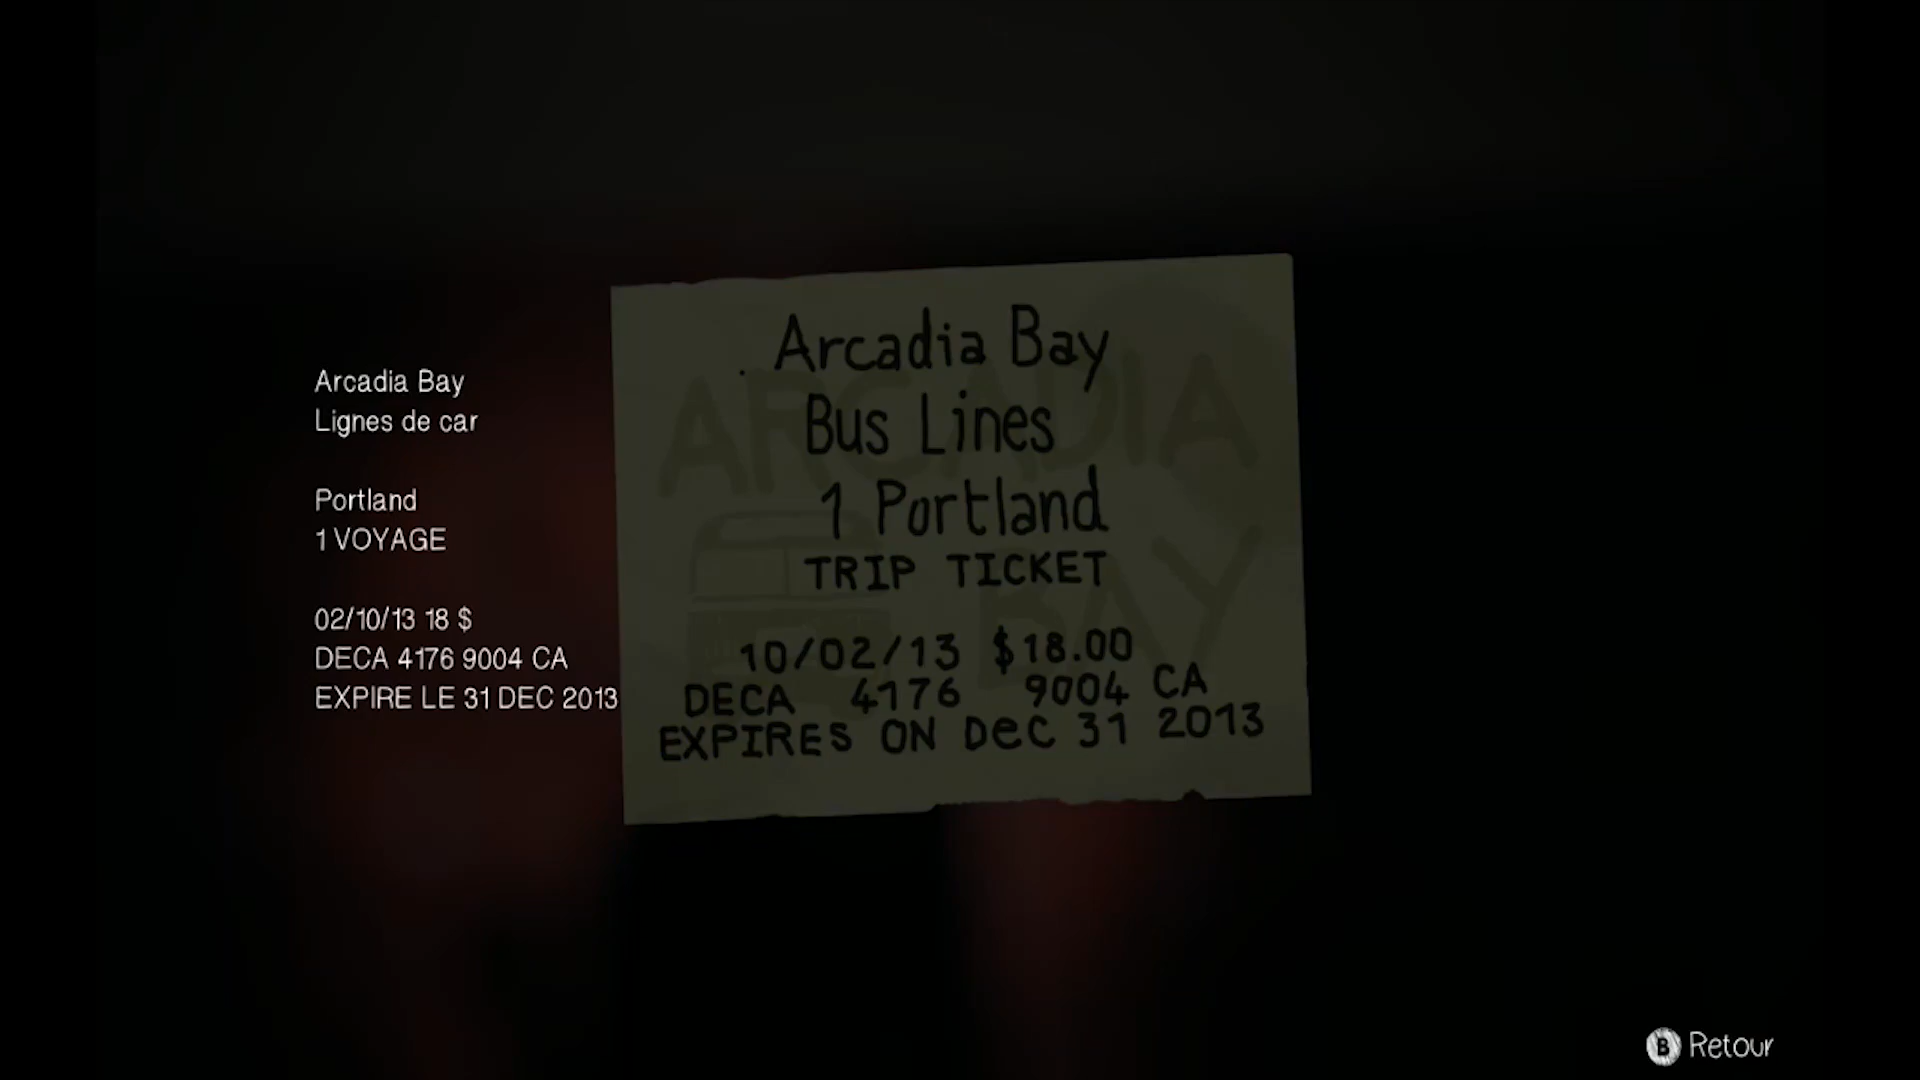 Arcadia Bay
Lignes de car
Portland
1 VOYAGE
02/10/13 18 $
DECA 4176 9004 CA
EXPIRE LE 31 DEC 2013
ARCADIA
BAY
Arcadia Bay
Bus Lines
1 Portland
TRIP TICKET
10/02/13 $18.00
DECA 4176 9004 CA
EXPIRES ON DeC 31 2013
B Retour